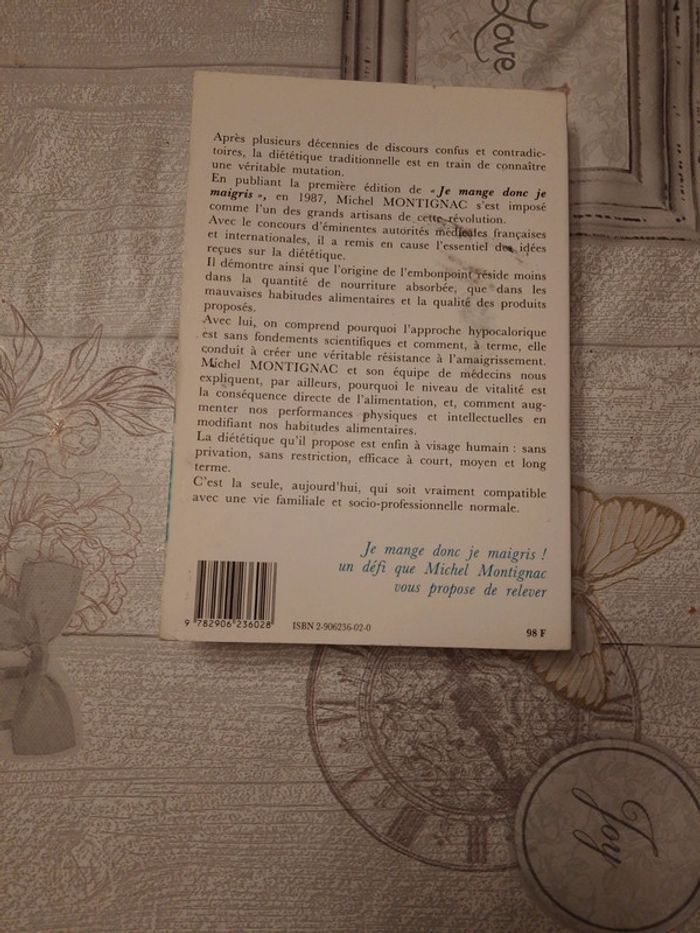 Love
Après plusieurs décennies de discours confus et contradic-
toires, la diététique traditionnelle est en train de connaître
une véritable mutation.
En publiant la première édition de « Je mange donc je
maigris », en 1987, Michel MONTIGNAC s'est imposé
comme l'un des grands artisans de cette révolution.
Avec le concours d'éminentes autorités médicales françaises
et internationales, il a remis en cause l'essentiel des idées
reçues sur la diététique.
Il démontre ainsi que l'origine de l'embonpoint réside moins
dans la quantité de nourriture absorbée, que dans les
mauvaises habitudes alimentaires et la qualité des produits
proposés.
Avec lui, on comprend pourquoi l'approche hypocalorique
est sans fondements scientifiques et comment, à terme, elle
conduit à créer une véritable résistance à l'amaigrissement.
Michel MONTIGNAC et son équipe de médecins nous
expliquent, par ailleurs, pourquoi le niveau de vitalité est
la conséquence directe de l'alimentation, et, comment aug-
menter nos performances physiques et intellectuelles en
modifiant nos habitudes alimentaires.
La diététique qu'il propose est enfin à visage humain : sans
privation, sans restriction, efficace à court, moyen et long
terme.
C'est la seule, aujourd'hui, qui soit vraiment compatible
avec une vie familiale et socio-professionnelle normale.
Je mange donc je maigris !
un défi que Michel Montignac
vous propose de relever
9 782906 236028
ISBN 2-906236-02-0
98 F
Joy